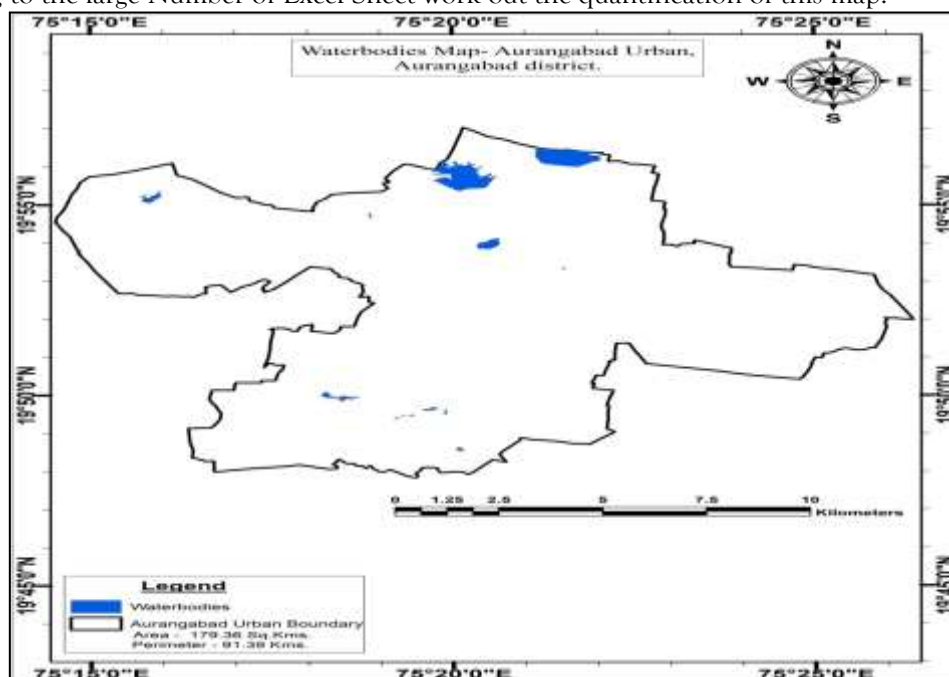 to the large Number of Excel Sheet work out the quantification of this map.
75°15'0"E 75°20'0"E 75°25'0"E
Waterbodies Map- Aurangabad Urban,
Aurangabad district.
N
W E
S
19°55'0"N 19°55'0"N
19°50'0"N 19°50'0"N
0 1.25 2.5 5 7.5 10
Kilometers
19°45'0"N 19°45'0"N
Legend
Waterbodies
Aurangabad Urban Boundary
Area - 179.36 Sq.Kms.
Perimeter - 91.39 Kms.
75°15'0"E 75°20'0"E 75°25'0"E